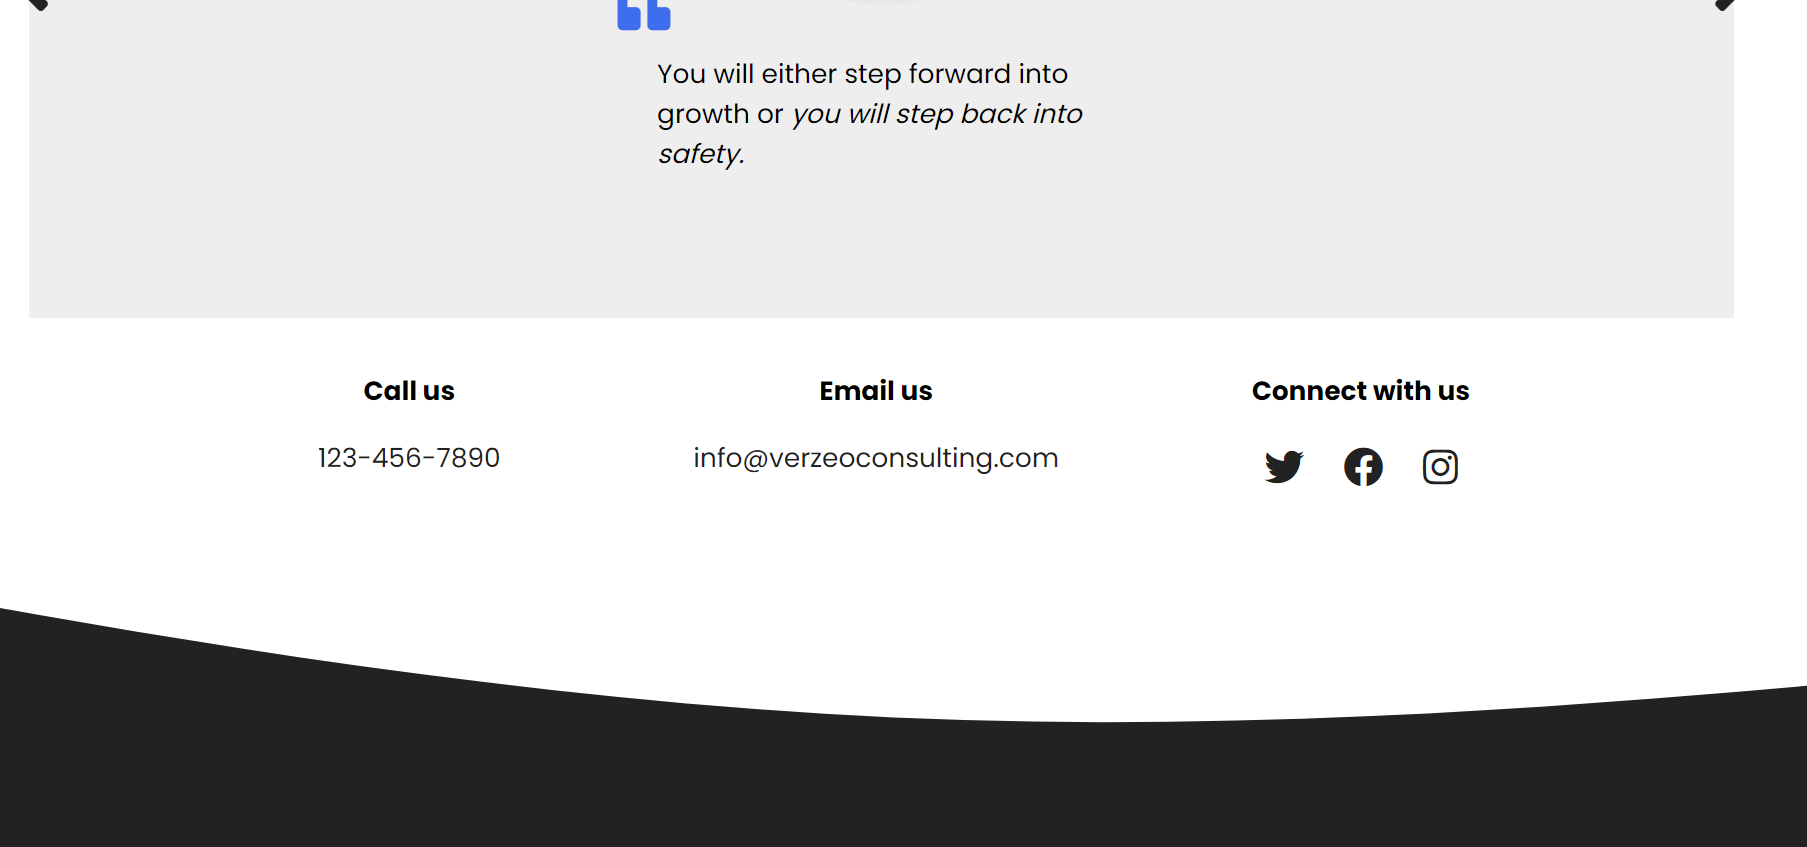 You will either step forward into
growth or you will step back into
safety.
Call us
Email us
Connect with us
123-456-7890
info@verzeoconsulting.com